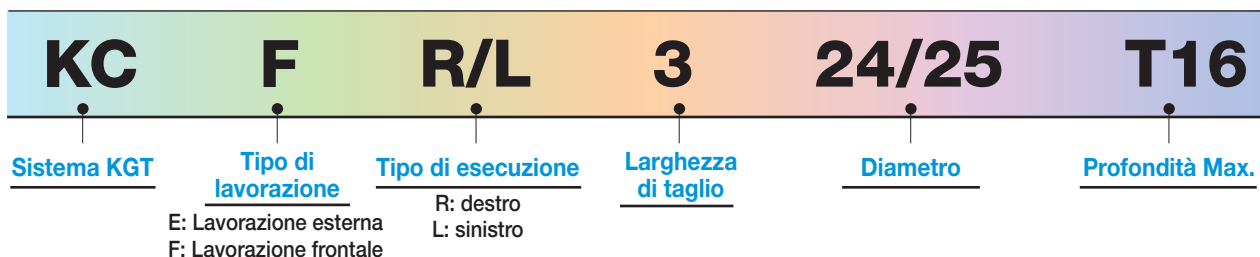 KC F R/L 3 24/25 T16
Sistema KGT
Tipo di
lavorazione
E: Lavorazione esterna
F: Lavorazione frontale
Tipo di esecuzione
R: destro
L: sinistro
Larghezza
di taglio
Diametro
Profondità Max.